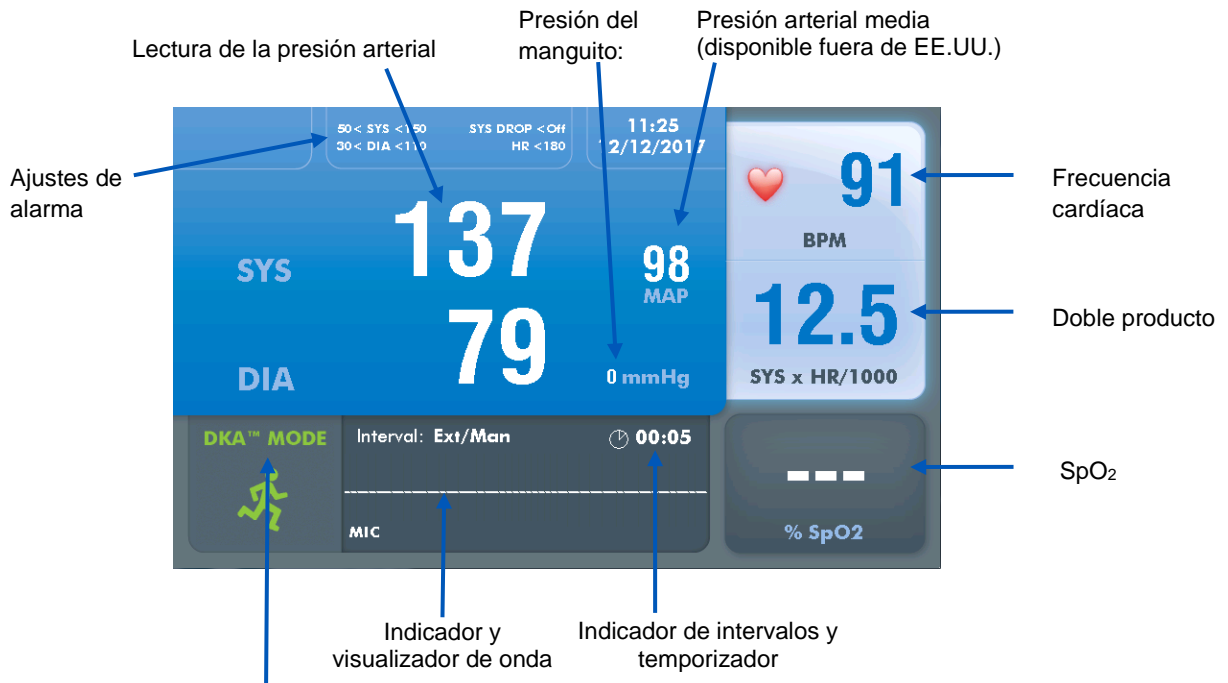 Presión del
manguito:
Presión arterial media
(disponible fuera de EE.UU.)
Lectura de la presión arterial
50< SYS <150
30< DIA <110
SYS DROP <Off
HR <180
11:25
12/12/2017
Ajustes de
alarma
91
BPM
Frecuencia
cardíaca
137
SYS
98
MAP
12.5
SYS x HR/1000
Doble producto
79
DIA
0 mmHg
DKA™ MODE
Interval: Ext/Man
00:05
MIC
---
% SpO2
SpO₂
Indicador y
visualizador de onda
Indicador de intervalos y
temporizador